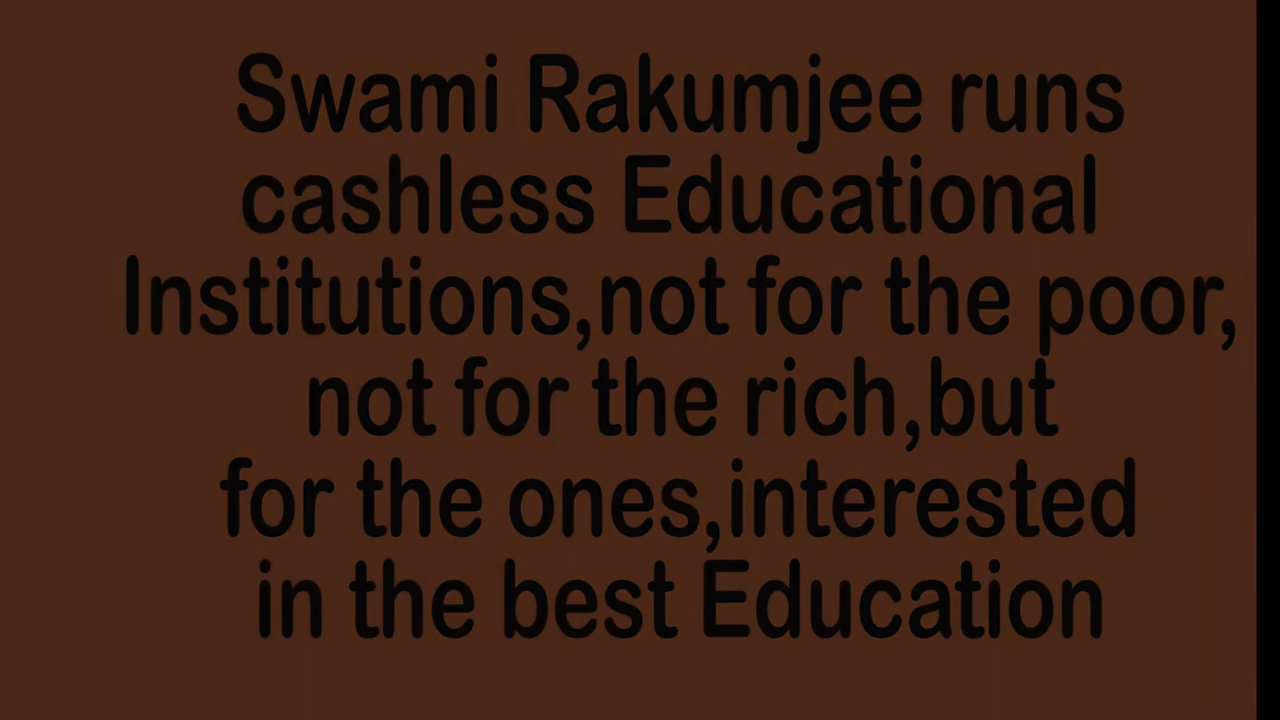 Swami Rakumjee runs
cashless Educational
Institutions,not for the poor,
not for the rich,but
for the ones,interested
in the best Education